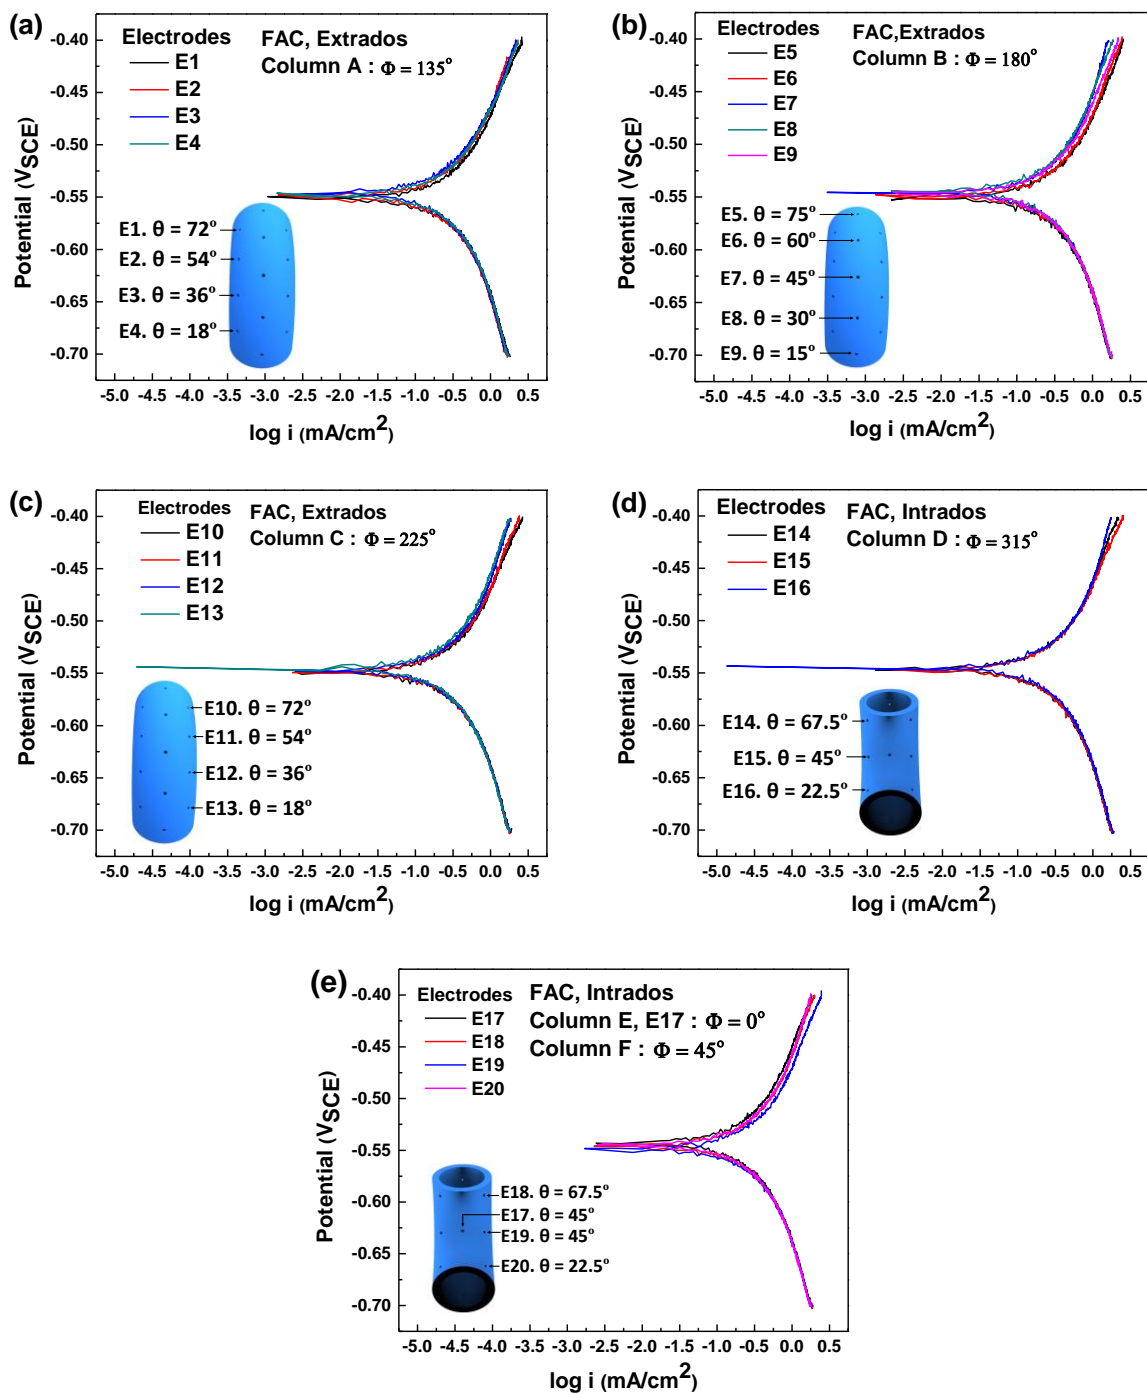 (a)
Electrodes
E1
E2
E3
E4
FAC, Extrados
Column A : Φ = 135°
E1. θ = 72°
E2. θ = 54°
E3. θ = 36°
E4. θ = 18°
Potential (VSCE)
-0.40
-0.45
-0.50
-0.55
-0.60
-0.65
-0.70
-5.0 -4.5 -4.0 -3.5 -3.0 -2.5 -2.0 -1.5 -1.0 -0.5 0.0 0.5
log i (mA/cm²)
(b)
Electrodes
E5
E6
E7
E8
E9
FAC,Extrados
Column B : Φ = 180°
E5. θ = 75°
E6. θ = 60°
E7. θ = 45°
E8. θ = 30°
E9. θ = 15°
Potential (VSCE)
-0.40
-0.45
-0.50
-0.55
-0.60
-0.65
-0.70
-5.0 -4.5 -4.0 -3.5 -3.0 -2.5 -2.0 -1.5 -1.0 -0.5 0.0 0.5
log i (mA/cm²)
(c)
Electrodes
E10
E11
E12
E13
FAC, Extrados
Column C : Φ = 225°
E10. θ = 72°
E11. θ = 54°
E12. θ = 36°
E13. θ = 18°
Potential (VSCE)
-0.40
-0.45
-0.50
-0.55
-0.60
-0.65
-0.70
-5.0 -4.5 -4.0 -3.5 -3.0 -2.5 -2.0 -1.5 -1.0 -0.5 0.0 0.5
log i (mA/cm²)
(d)
Electrodes
E14
E15
E16
FAC, Intrados
Column D : Φ = 315°
E14. θ = 67.5°
E15. θ = 45°
E16. θ = 22.5°
Potential (VSCE)
-0.40
-0.45
-0.50
-0.55
-0.60
-0.65
-0.70
-5.0 -4.5 -4.0 -3.5 -3.0 -2.5 -2.0 -1.5 -1.0 -0.5 0.0 0.5
log i (mA/cm²)
(e)
Electrodes
E17
E18
E19
E20
FAC, Intrados
Column E, E17 : Φ = 0°
Column F : Φ = 45°
E18. θ = 67.5°
E17. θ = 45°
E19. θ = 45°
E20. θ = 22.5°
Potential (VSCE)
-0.40
-0.45
-0.50
-0.55
-0.60
-0.65
-0.70
-5.0 -4.5 -4.0 -3.5 -3.0 -2.5 -2.0 -1.5 -1.0 -0.5 0.0 0.5
log i (mA/cm²)